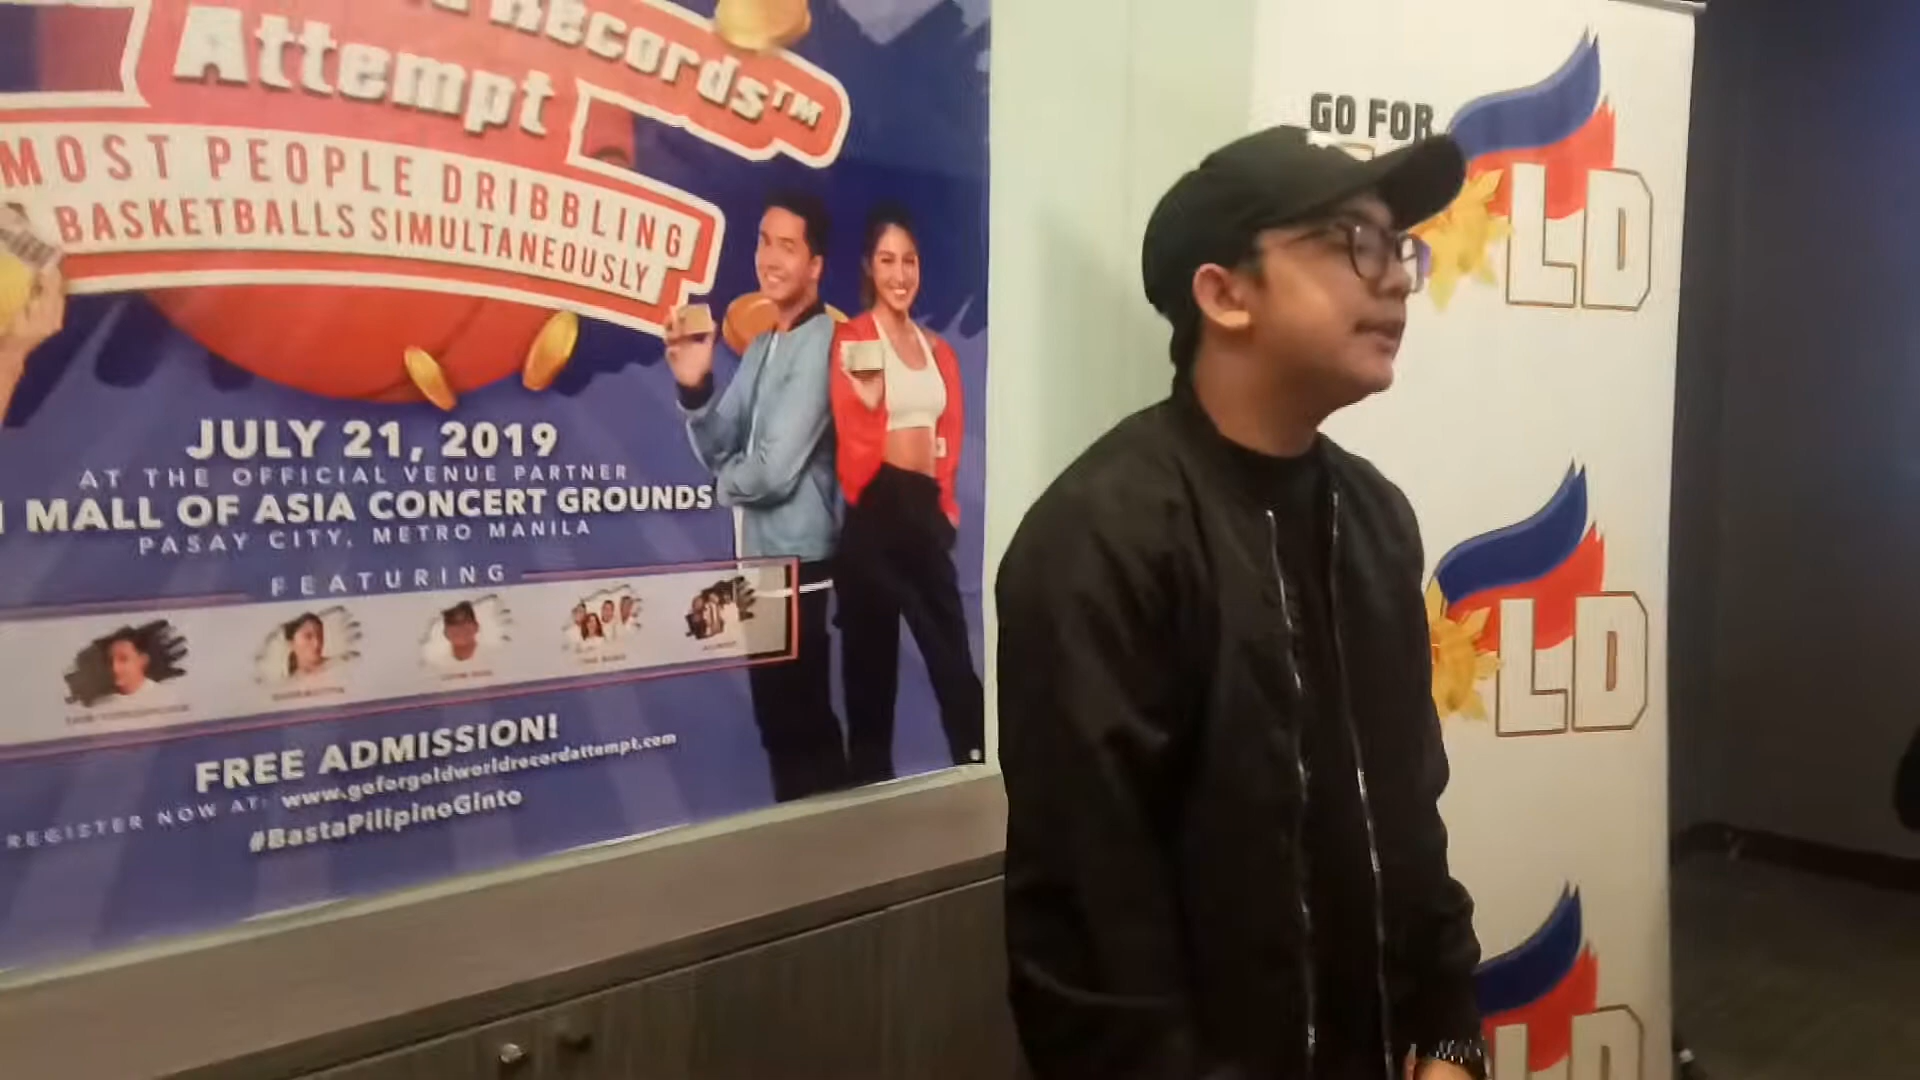 Records™
Attempt
MOST PEOPLE DRIBBLING
BASKETBALLS SIMULTANEOUSLY
JULY 21, 2019
AT THE OFFICIAL VENUE PARTNER
MALL OF ASIA CONCERT GROUNDS
PASAY CITY, METRO MANILA
FEATURING
FREE ADMISSION!
REGISTER NOW AT: www.goforgoldworldrecordattempt.com
#BastaPilipinoGinto
GO FOR
LD
LD
LD